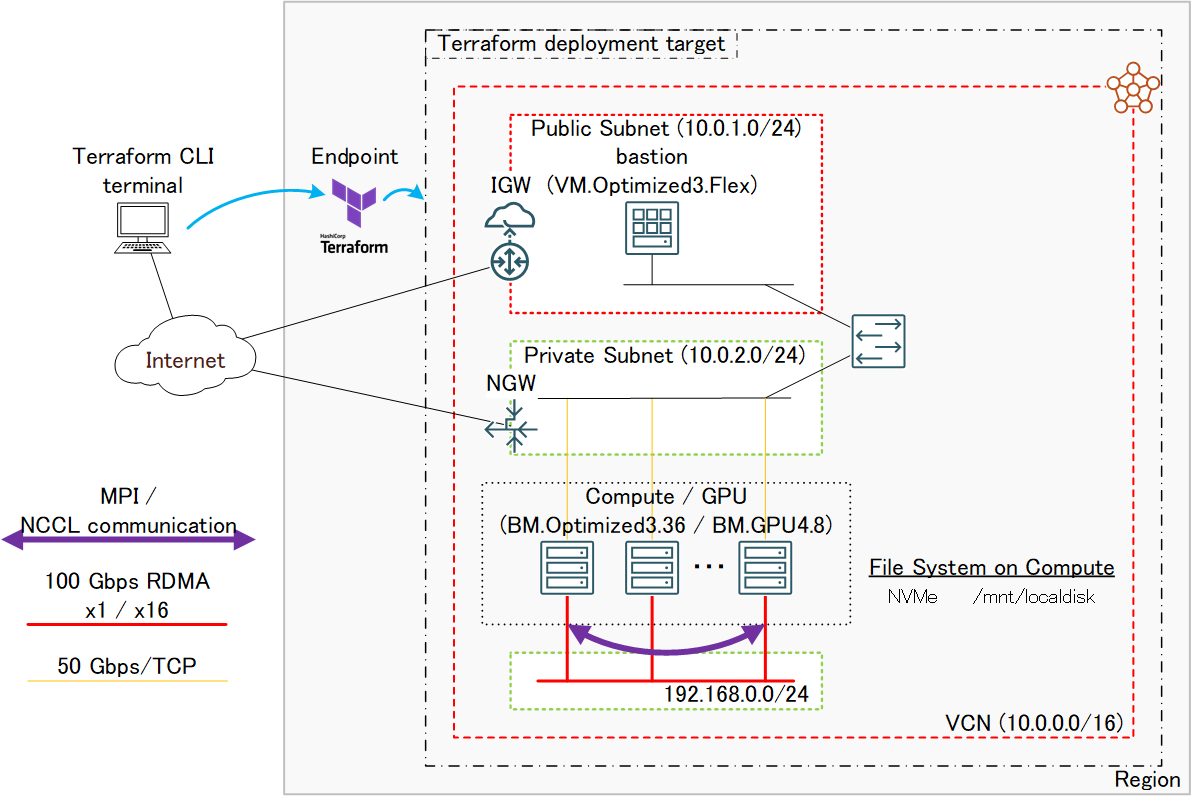 Terraform deployment target
Public Subnet (10.0.1.0/24)
bastion
(VM.Optimized3.Flex)
IGW
Terraform CLI
terminal
Endpoint
HashiCorp
Terraform
Internet
Private Subnet (10.0.2.0/24)
NGW
MPI /
NCCL communication
100 Gbps RDMA
x1 / x16
50 Gbps/TCP
Compute / GPU
(BM.Optimized3.36 / BM.GPU4.8)
...
File System on Compute
NVMe /mnt/localdisk
192.168.0.0/24
VCN (10.0.0.0/16)
Region